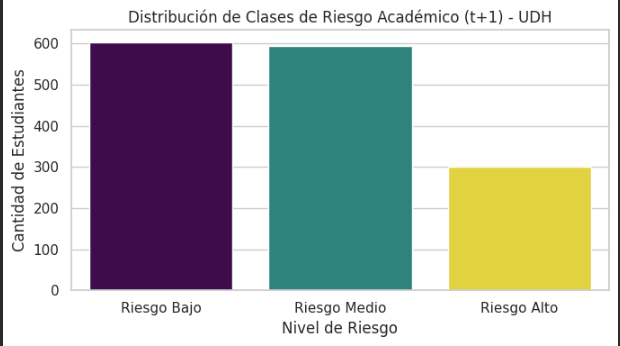 Distribución de Clases de Riesgo Académico (t+1) - UDH
600
500
400
300
200
100
0
Cantidad de Estudiantes
Riesgo Bajo Riesgo Medio Riesgo Alto
Nivel de Riesgo